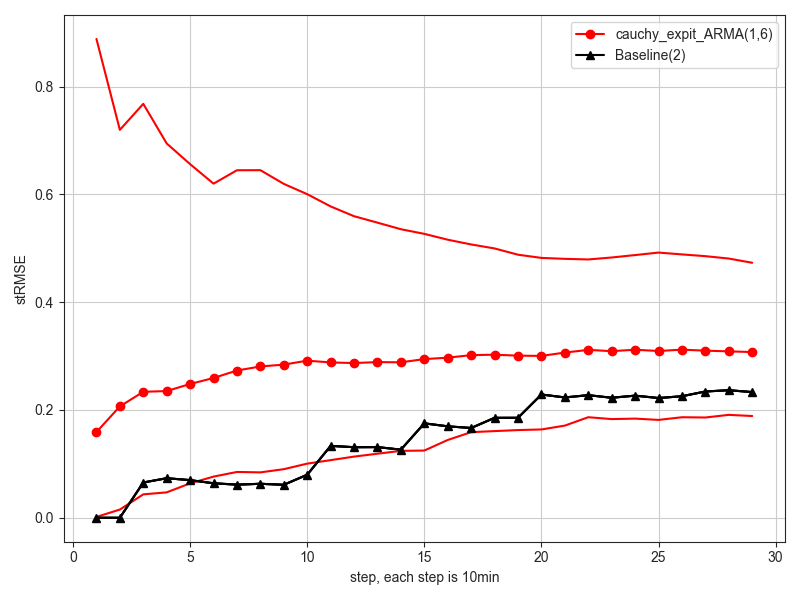 cauchy_expit_ARMA(1,6)
Baseline(2)
stRMSE
0.8
0.6
0.4
0.2
0.0
0 5 10 15 20 25 30
step, each step is 10min